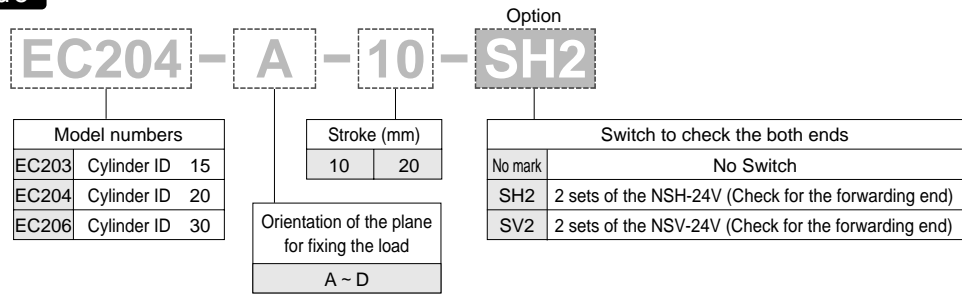 Option
EC204 - A - 10 - SH2
Model numbers
EC203 Cylinder ID 15
EC204 Cylinder ID 20
EC206 Cylinder ID 30
Stroke (mm)
10 20
Orientation of the plane
for fixing the load
A ~ D
Switch to check the both ends
No mark No Switch
SH2 2 sets of the NSH-24V (Check for the forwarding end)
SV2 2 sets of the NSV-24V (Check for the forwarding end)